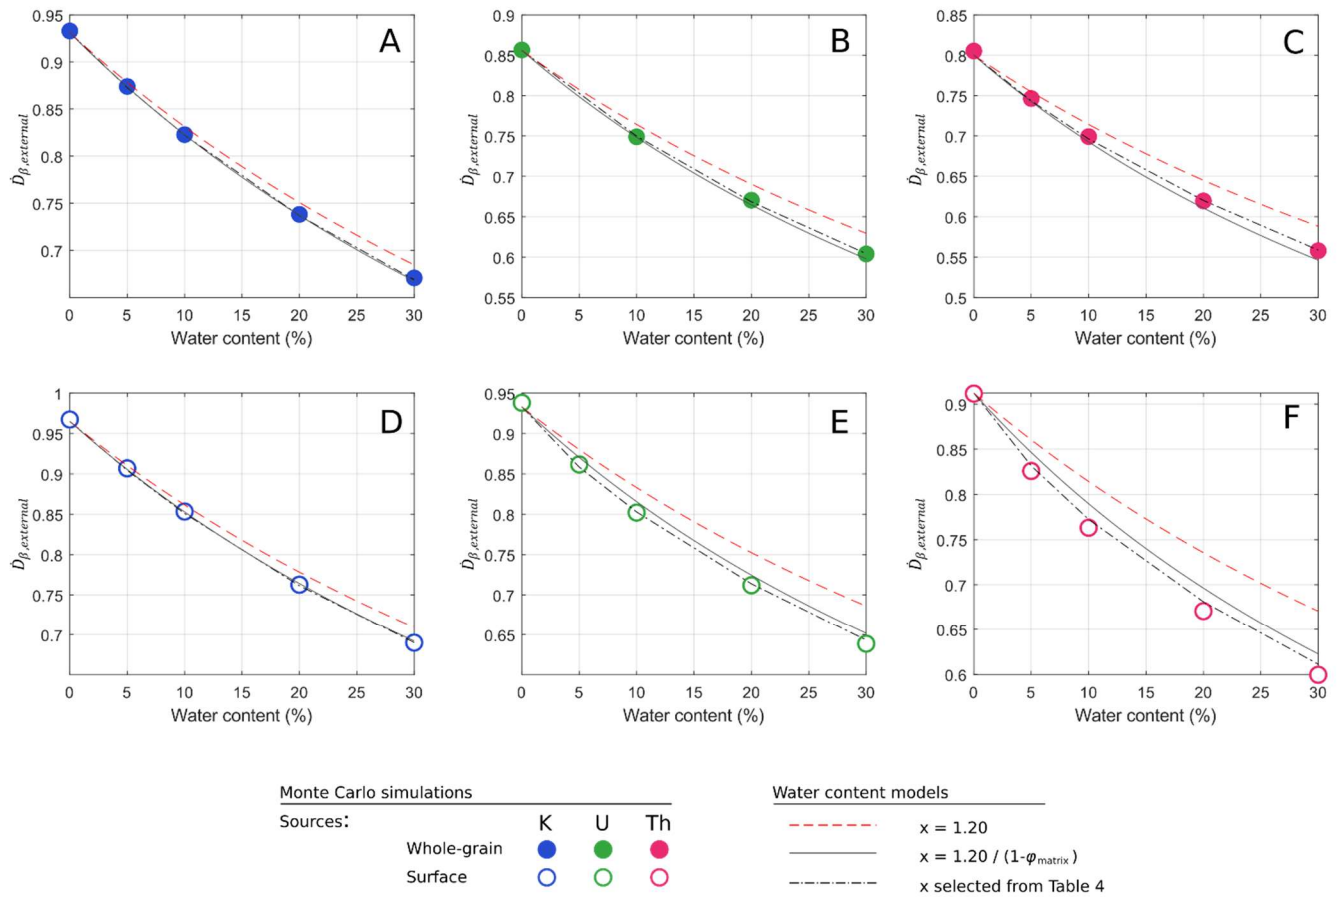 A
0.95
0.9
0.85
0.8
0.75
0.7
Ḋβ,external
0 5 10 15 20 25 30
Water content (%)
B
0.9
0.85
0.8
0.75
0.7
0.65
0.6
0.55
Ḋβ,external
0 5 10 15 20 25 30
Water content (%)
C
0.85
0.8
0.75
0.7
0.65
0.6
0.55
0.5
Ḋβ,external
0 5 10 15 20 25 30
Water content (%)
D
1
0.95
0.9
0.85
0.8
0.75
0.7
Ḋβ,external
0 5 10 15 20 25 30
Water content (%)
E
0.95
0.9
0.85
0.8
0.75
0.7
0.65
Ḋβ,external
0 5 10 15 20 25 30
Water content (%)
F
0.9
0.85
0.8
0.75
0.7
0.65
0.6
Ḋβ,external
0 5 10 15 20 25 30
Water content (%)
Monte Carlo simulations
Sources: K U Th
Whole-grain
Surface
Water content models
x = 1.20
x = 1.20 / (1-φmatrix)
x selected from Table 4